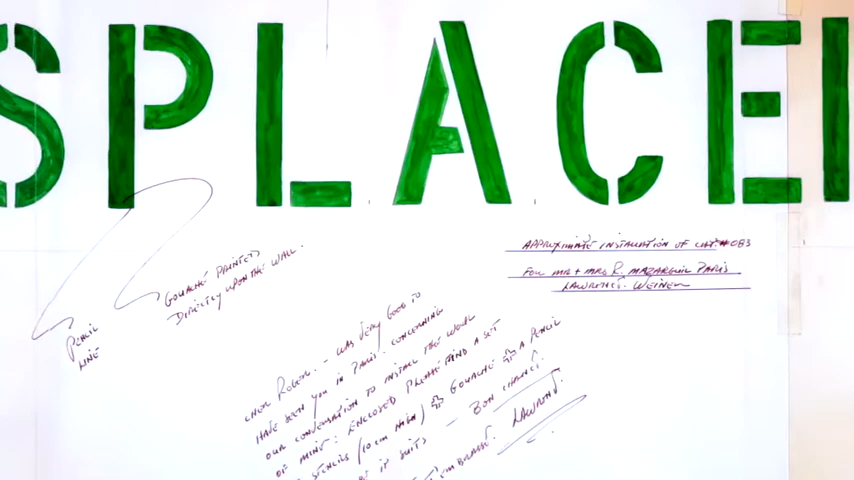 SPLACE
APPROXIMATE INSTALLATION OF CAT. # 083
FOR MR + MRS R. MAZARGUIL PARIS
LAWRENCE WEINER
GOUACHE PAINTED
DIRECTLY UPON THE WALL.
PENCIL
LINE
CHER ROGER. - WAS VERY GOOD TO
HAVE SEEN YOU IN PARIS: CONCERNING
OUR CONVERSATION TO INSTALL THE WORK
OF MINE: ENCLOSED PLEASE FIND A SET
STENCILS (10 CM HIGH) & GOUACHE & A PENCIL
IT SUITS - BON CHANCE.
EMBRASSE. LAWRENCE.